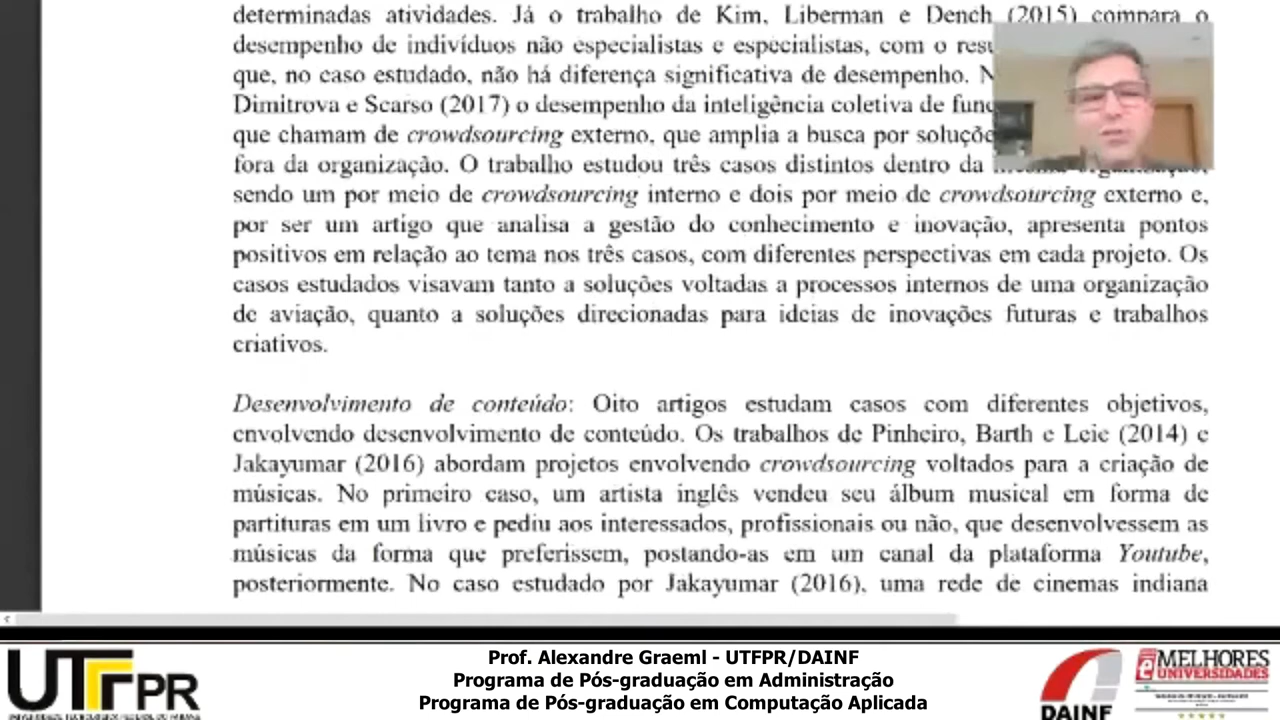 determinadas atividades. Já o trabalho de Kim, Liberman e Dench (2015) compara o
desempenho de indivíduos não especialistas e especialistas, com o
que, no caso estudado, não há diferença significativa de desempenho.
Dimitrova e Scarso (2017) o desempenho da inteligência coletiva de
que chamam de crowdsourcing externo, que amplia a busca por
fora da organização. O trabalho estudou três casos distintos dentro da
sendo um por meio de crowdsourcing interno e dois por meio de crowdsourcing externo e,
por ser um artigo que analisa a gestão do conhecimento e inovação, apresenta pontos
positivos em relação ao tema nos três casos, com diferentes perspectivas em cada projeto. Os
casos estudados visavam tanto a soluções voltadas a processos internos de uma organização
de aviação, quanto a soluções direcionadas para ideias de inovações futuras e trabalhos
criativos.
Desenvolvimento de conteúdo: Oito artigos estudam casos com diferentes objetivos,
envolvendo desenvolvimento de conteúdo. Os trabalhos de Pinheiro, Barth e Leie (2014) e
Jakayumar (2016) abordam projetos envolvendo crowdsourcing voltados para a criação de
músicas. No primeiro caso, um artista inglês vendeu seu álbum musical em forma de
partituras em um livro e pediu aos interessados, profissionais ou não, que desenvolvessem as
músicas da forma que preferissem, postando-as em um canal da plataforma Youtube,
posteriormente. No caso estudado por Jakayumar (2016), uma rede de cinemas indiana
UTFPR
Prof. Alexandre Graeml - UTFPR/DAINF
Programa de Pós-graduação em Administração
Programa de Pós-graduação em Computação Aplicada
DAINF
MELHORES
UNIVERSIDADES